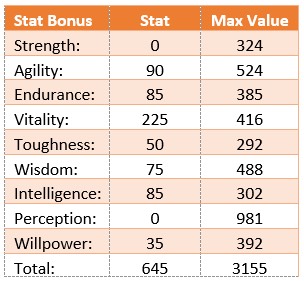 Stat Bonus Stat Max Value
Strength: 0 324
Agility: 90 524
Endurance: 85 385
Vitality: 225 416
Toughness: 50 292
Wisdom: 75 488
Intelligence: 85 302
Perception: 0 981
Willpower: 35 392
Total: 645 3155